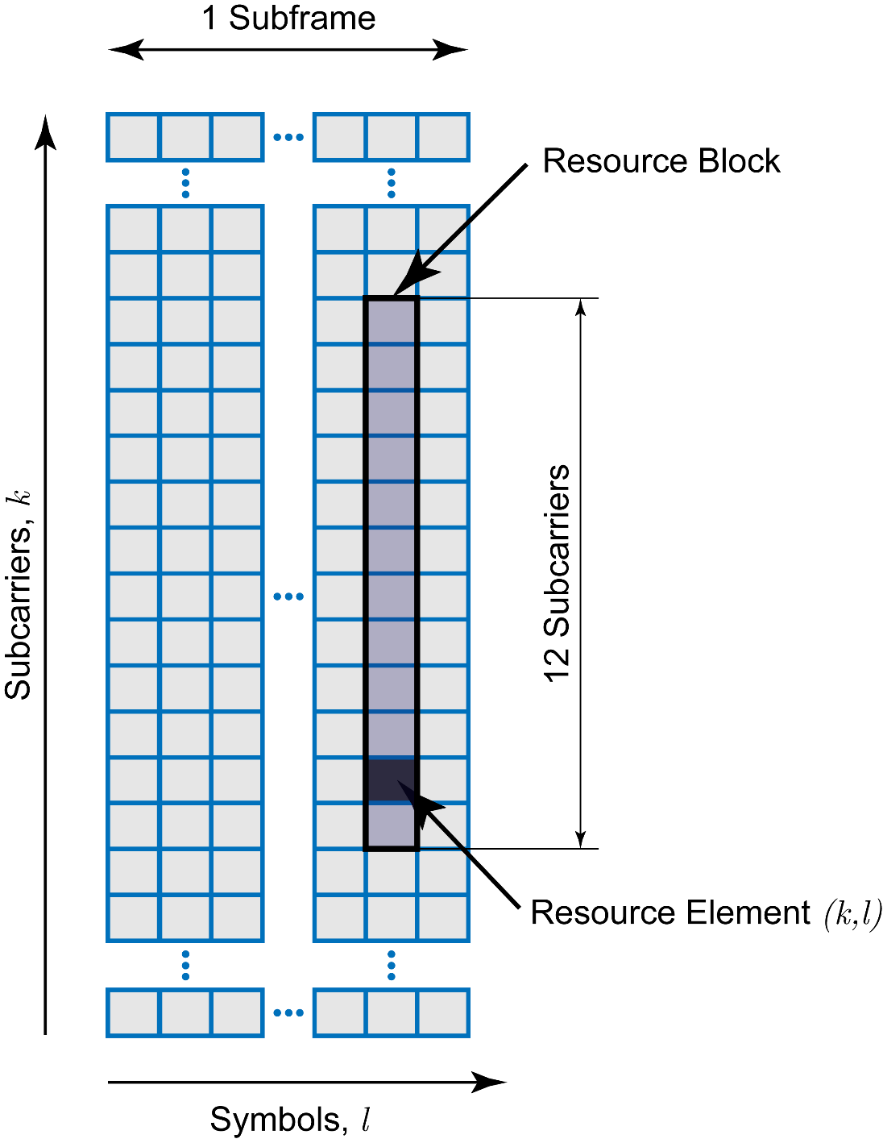 1 Subframe
Resource Block
Subcarriers, k
12 Subcarriers
Resource Element (k,l)
Symbols, l